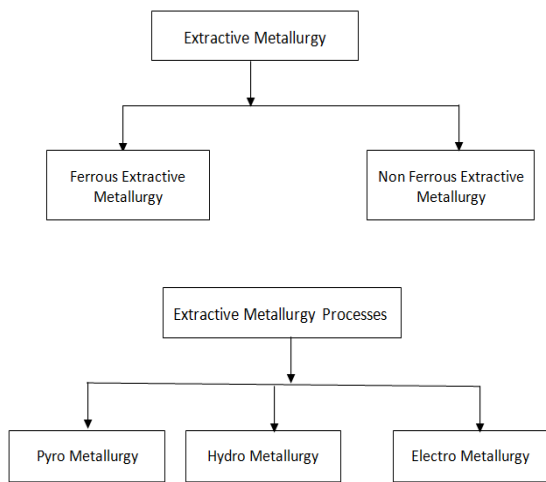 Extractive Metallurgy
Ferrous Extractive
Metallurgy
Non Ferrous Extractive
Metallurgy
Extractive Metallurgy Processes
Pyro Metallurgy
Hydro Metallurgy
Electro Metallurgy